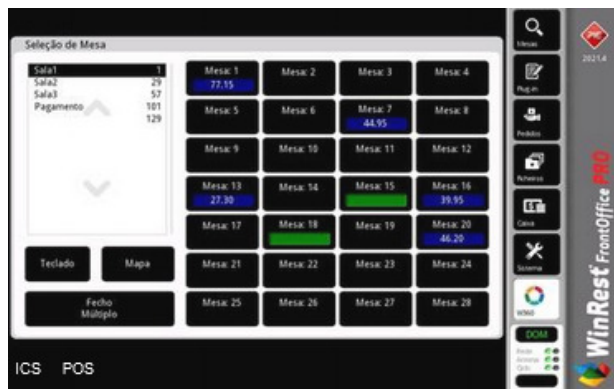 Seleção de Mesa
Sala1 1
Sala2 29
Sala3 57
Pagamento 101
129
Mesa: 1 Mesa: 2 Mesa: 3 Mesa: 4
77.15
Mesa: 5 Mesa: 6 Mesa: 7 Mesa: 8
44.95
Mesa: 9 Mesa: 10 Mesa: 11 Mesa: 12
Mesa: 13 Mesa: 14 Mesa: 15 Mesa: 16
27.30 39.95
Mesa: 17 Mesa: 18 Mesa: 19 Mesa: 20
46.20
Mesa: 21 Mesa: 22 Mesa: 23 Mesa: 24
Mesa: 25 Mesa: 26 Mesa: 27 Mesa: 28
Teclado Mapa
Fecho
Múltiplo
ICS POS
Mesas
Plug-in
Pedidos
Ficheiros
Caixa
Sistema
W360
DOM
2021.4
WinRest FrontOffice PRO